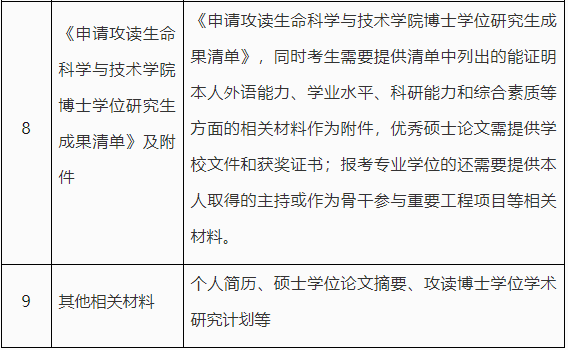 8
《申请攻读生命
科学与技术学院
博士学位研究生
成果清单》及附
件
《申请攻读生命科学与技术学院博士学位研究生成
果清单》，同时考生需要提供清单中列出的能证明
本人外语能力、学业水平、科研能力和综合素质等
方面的相关材料作为附件，优秀硕士论文需提供学
校文件和获奖证书；报考专业学位的还需要提供本
人取得的主持或作为骨干参与重要工程项目等相关
材料。
9
其他相关材料
个人简历、硕士学位论文摘要、攻读博士学位学术
研究计划等